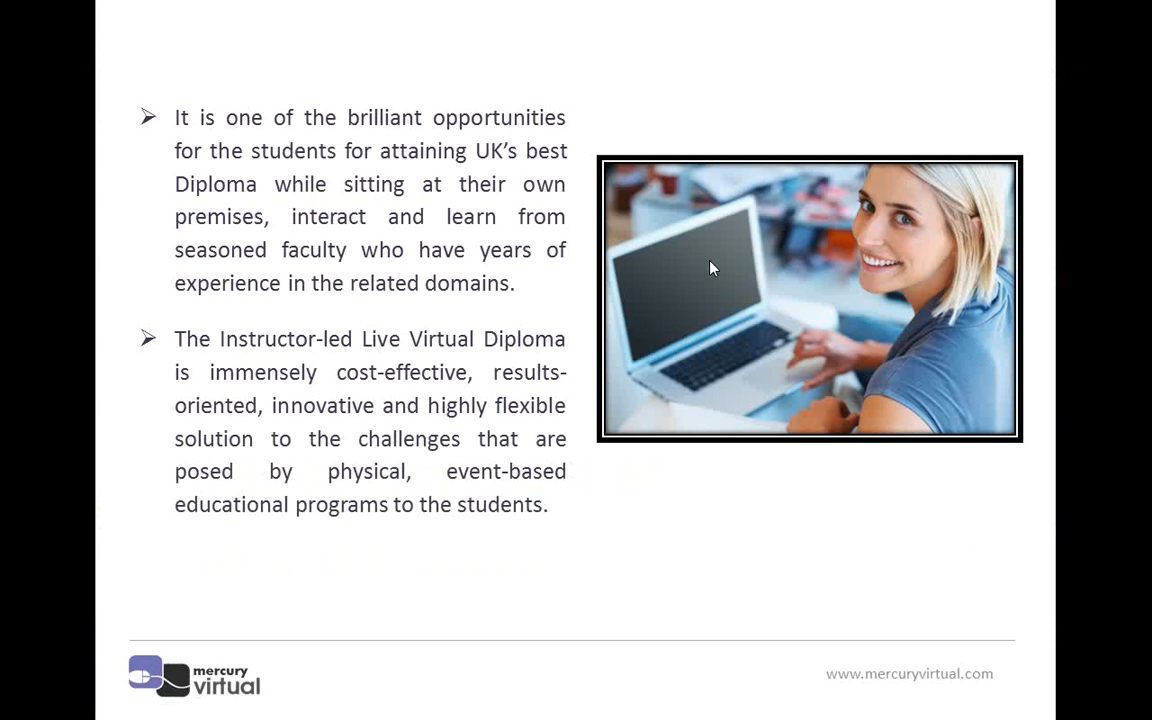 It is one of the brilliant opportunities
for the students for attaining UK’s best
Diploma while sitting at their own
premises, interact and learn from
seasoned faculty who have years of
experience in the related domains.
The Instructor-led Live Virtual Diploma
is immensely cost-effective, results-
oriented, innovative and highly flexible
solution to the challenges that are
posed by physical, event-based
educational programs to the students.
mercury
virtual
www.mercuryvirtual.com